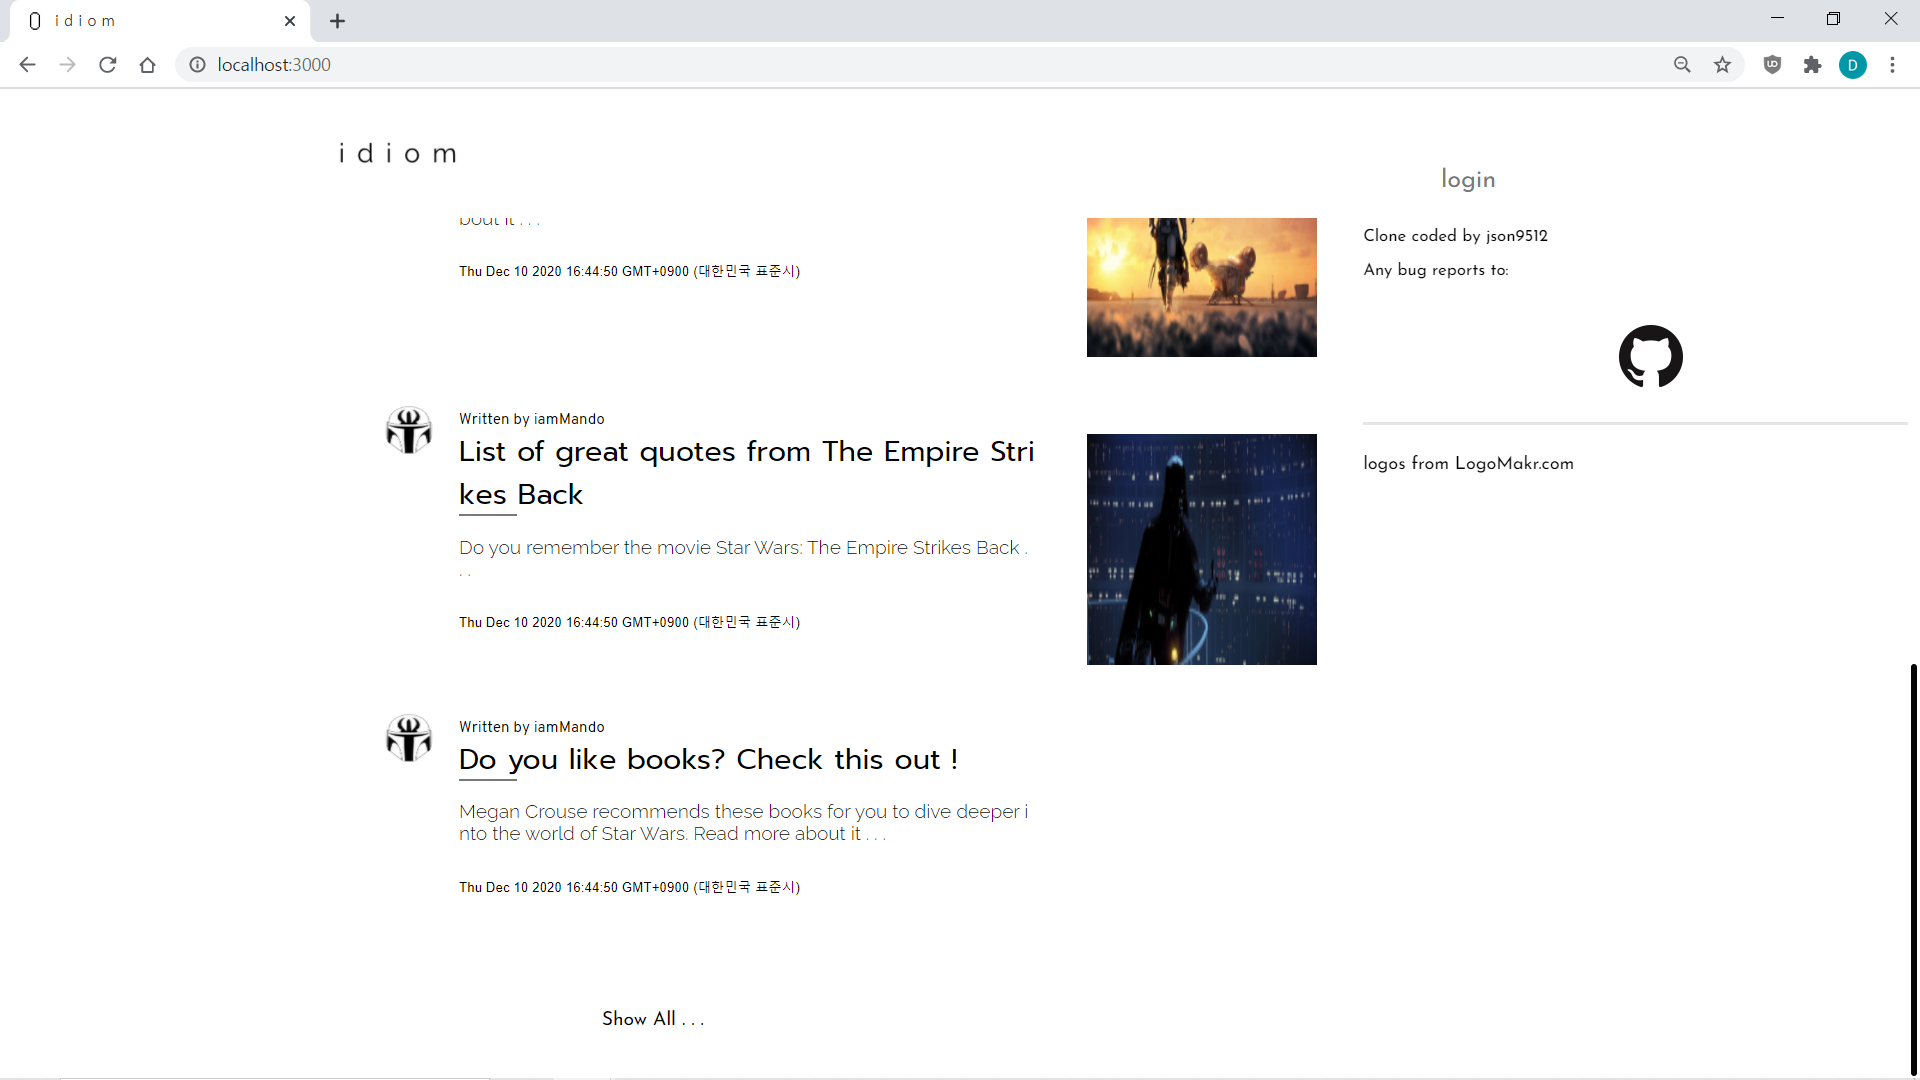 i d i o m
localhost:3000
D
i d i o m
login
bout it . . .
Thu Dec 10 2020 16:44:50 GMT+0900 (대한민국 표준시)
Clone coded by json9512
Any bug reports to:
Written by iamMando
List of great quotes from The Empire Stri
kes Back
Do you remember the movie Star Wars: The Empire Strikes Back .
. .
Thu Dec 10 2020 16:44:50 GMT+0900 (대한민국 표준시)
logos from LogoMakr.com
Written by iamMando
Do you like books? Check this out !
Megan Crouse recommends these books for you to dive deeper i
nto the world of Star Wars. Read more about it . . .
Thu Dec 10 2020 16:44:50 GMT+0900 (대한민국 표준시)
Show All . . .